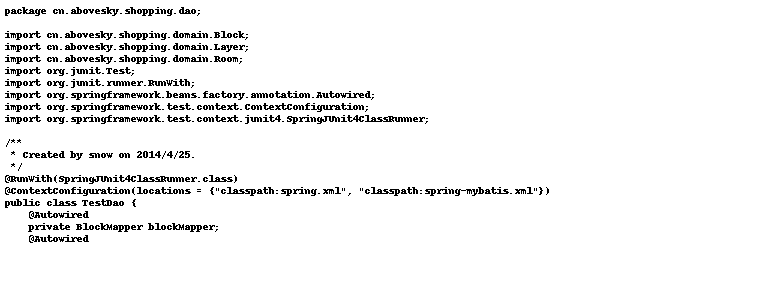 package cn.abovesky.shopping.dao;

import cn.abovesky.shopping.domain.Block;
import cn.abovesky.shopping.domain.Layer;
import cn.abovesky.shopping.domain.Room;
import org.junit.Test;
import org.junit.runner.RunWith;
import org.springframework.beans.factory.annotation.Autowired;
import org.springframework.test.context.ContextConfiguration;
import org.springframework.test.context.junit4.SpringJUnit4ClassRunner;

/**
 * Created by snow on 2014/4/25.
 */
@RunWith(SpringJUnit4ClassRunner.class)
@ContextConfiguration(locations = {"classpath:spring.xml", "classpath:spring-mybatis.xml"})
public class TestDao {
    @Autowired
    private BlockMapper blockMapper;
    @Autowired